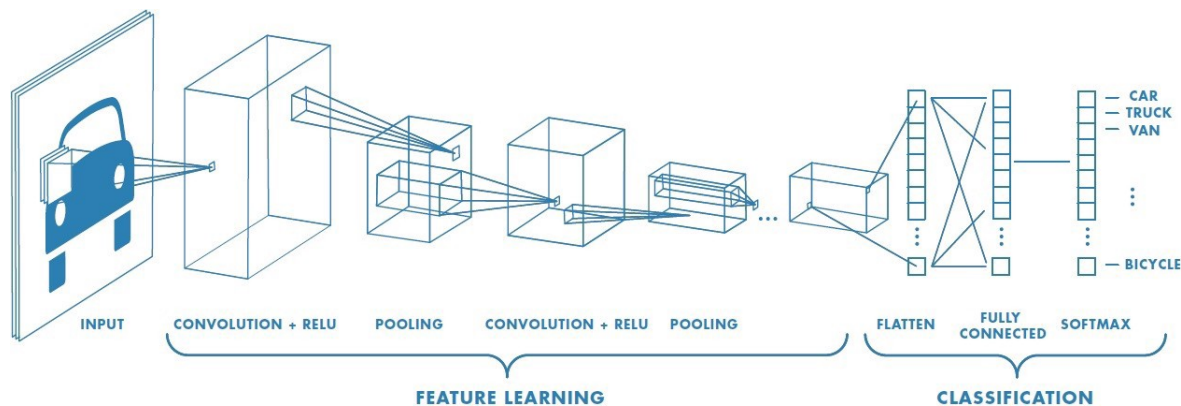 CAR
TRUCK
VAN
BICYCLE
INPUT
CONVOLUTION + RELU
POOLING
CONVOLUTION + RELU
POOLING
FLATTEN
FULLY
CONNECTED
SOFTMAX
FEATURE LEARNING
CLASSIFICATION